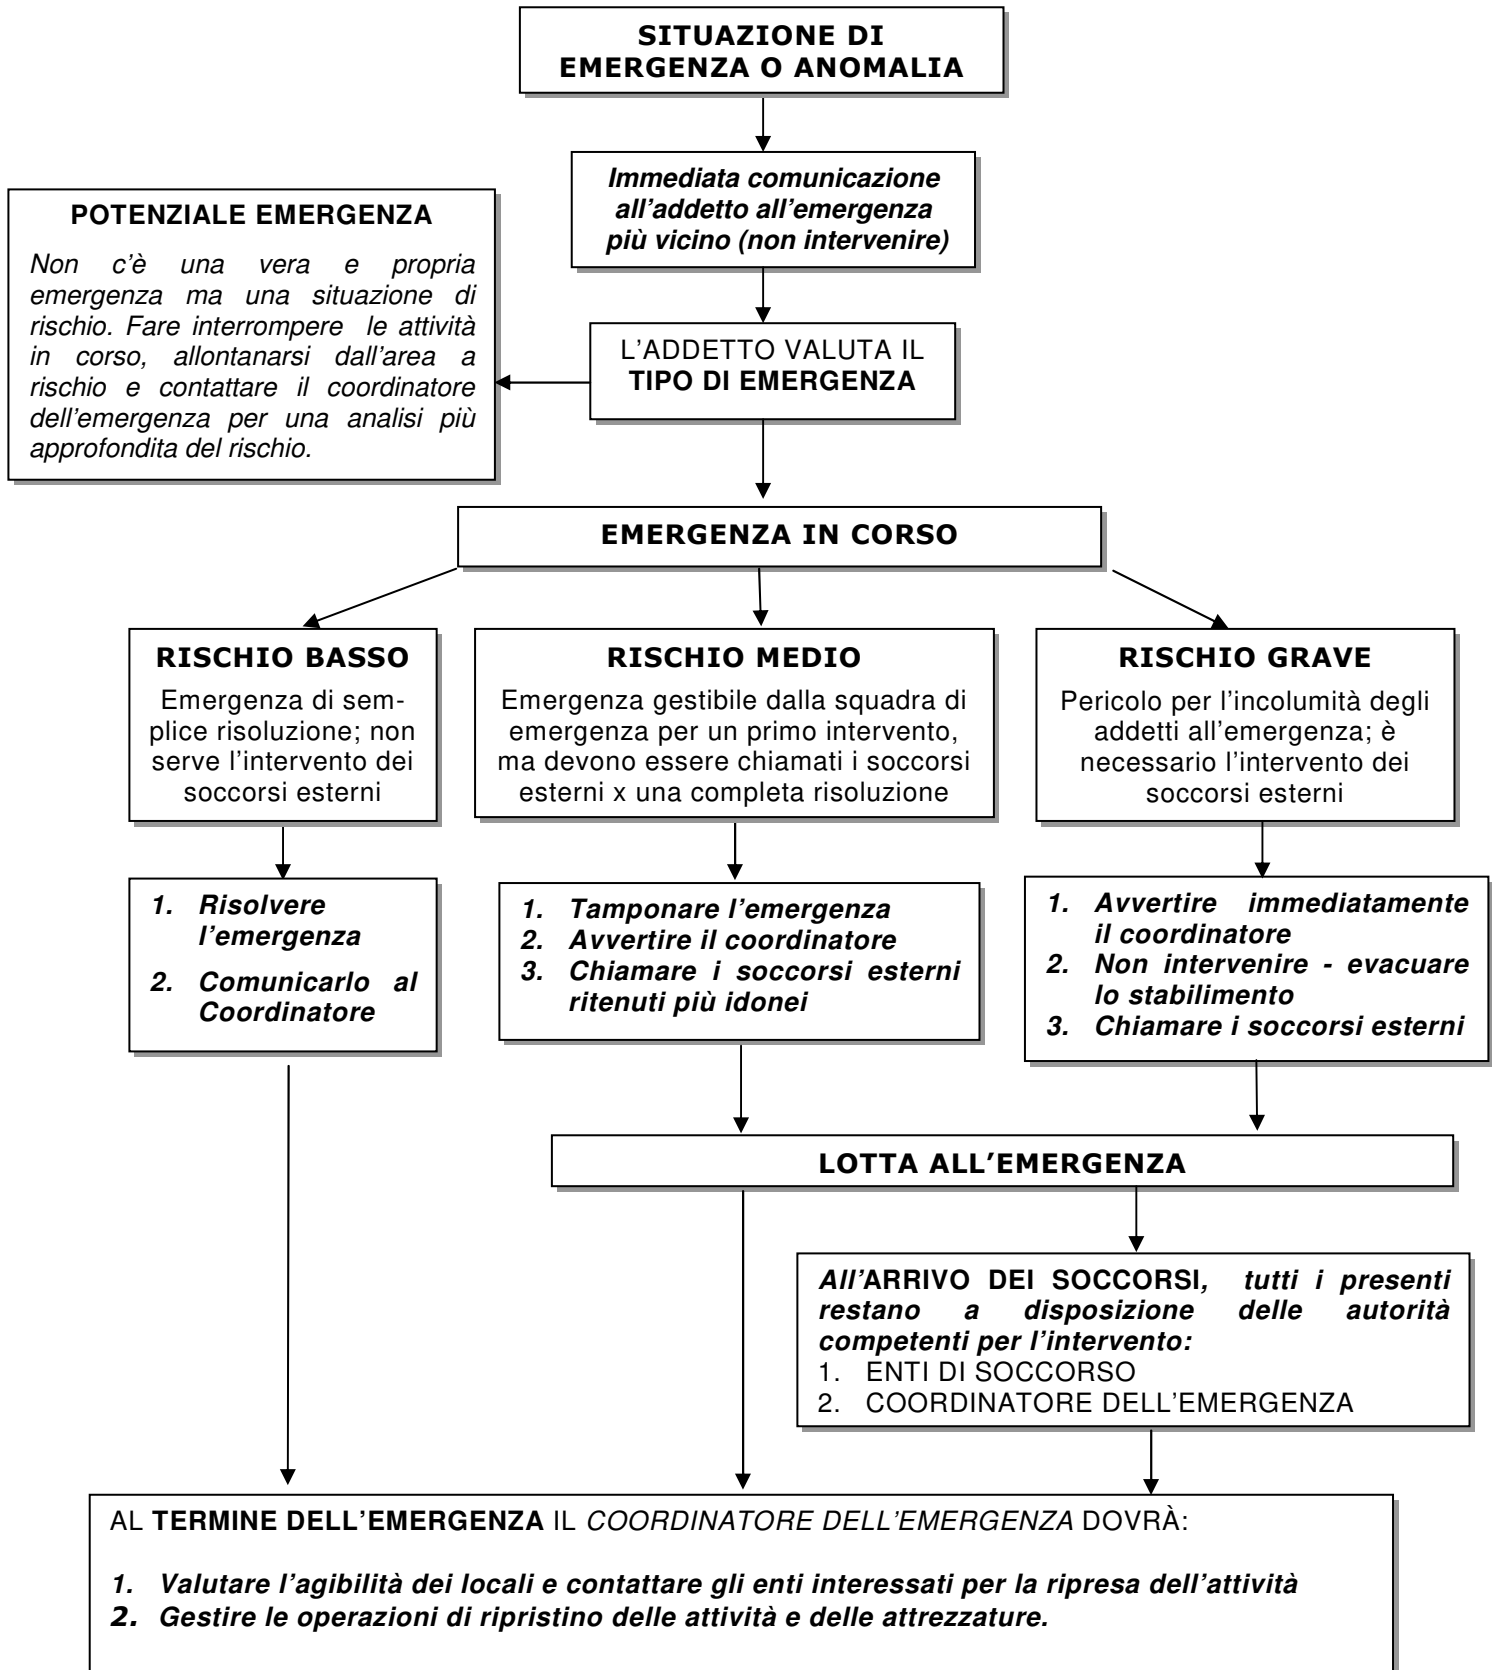 SITUAZIONE DI
EMERGENZA O ANOMALIA
Immediata comunicazione
all'addetto all'emergenza
più vicino (non intervenire)
POTENZIALE EMERGENZA
Non c'è una vera e propria
emergenza ma una situazione di
rischio. Fare interrompere le attività
in corso, allontanarsi dall'area a
rischio e contattare il coordinatore
dell'emergenza per una analisi più
approfondita del rischio.
L'ADDETTO VALUTA IL
TIPO DI EMERGENZA
EMERGENZA IN CORSO
RISCHIO BASSO
Emergenza di sem-
plice risoluzione; non
serve l'intervento dei
soccorsi esterni
RISCHIO MEDIO
Emergenza gestibile dalla squadra di
emergenza per un primo intervento,
ma devono essere chiamati i soccorsi
esterni x una completa risoluzione
RISCHIO GRAVE
Pericolo per l'incolumità degli
addetti all'emergenza; è
necessario l'intervento dei
soccorsi esterni
1. Risolvere
l'emergenza
2. Comunicarlo al
Coordinatore
1. Tamponare l'emergenza
2. Avvertire il coordinatore
3. Chiamare i soccorsi esterni
ritenuti più idonei
1. Avvertire immediatamente
il coordinatore
2. Non intervenire - evacuare
lo stabilimento
3. Chiamare i soccorsi esterni
LOTTA ALL'EMERGENZA
All'ARRIVO DEI SOCCORSI, tutti i presenti
restano a disposizione delle autorità
competenti per l'intervento:
1. ENTI DI SOCCORSO
2. COORDINATORE DELL'EMERGENZA
AL TERMINE DELL'EMERGENZA IL COORDINATORE DELL'EMERGENZA DOVRÀ:
1. Valutare l'agibilità dei locali e contattare gli enti interessati per la ripresa dell'attività
2. Gestire le operazioni di ripristino delle attività e delle attrezzature.